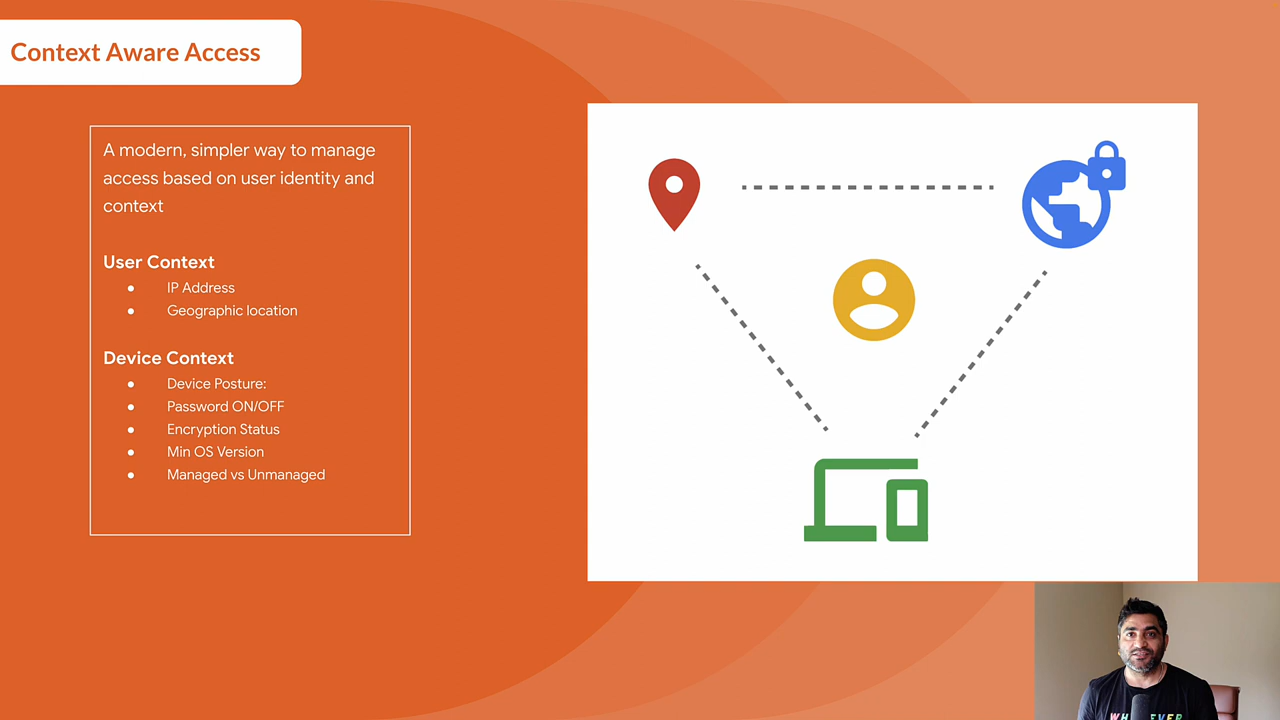 Context Aware Access
A modern, simpler way to manage
access based on user identity and
context
User Context
● IP Address
● Geographic location
Device Context
● Device Posture:
● Password ON/OFF
● Encryption Status
● Min OS Version
● Managed vs Unmanaged